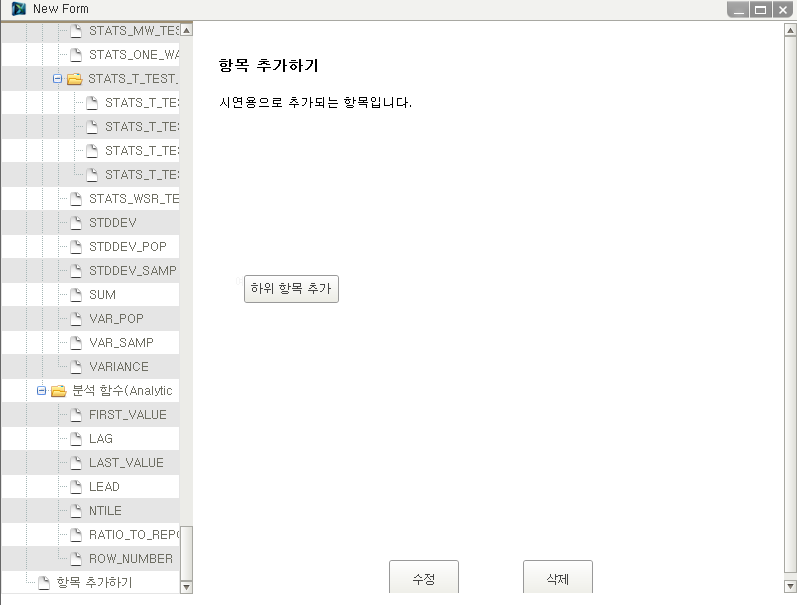 New Form
STATS_MW_TES
STATS_ONE_WA
STATS_T_TEST_
STATS_T_TES
STATS_T_TES
STATS_T_TES
STATS_T_TES
STATS_WSR_TE
STDDEV
STDDEV_POP
STDDEV_SAMP
SUM
VAR_POP
VAR_SAMP
VARIANCE
분석 함수(Analytic
FIRST_VALUE
LAG
LAST_VALUE
LEAD
NTILE
RATIO_TO_REPO
ROW_NUMBER
항목 추가하기
항목 추가하기
시연용으로 추가되는 항목입니다.
하위 항목 추가
수정
삭제